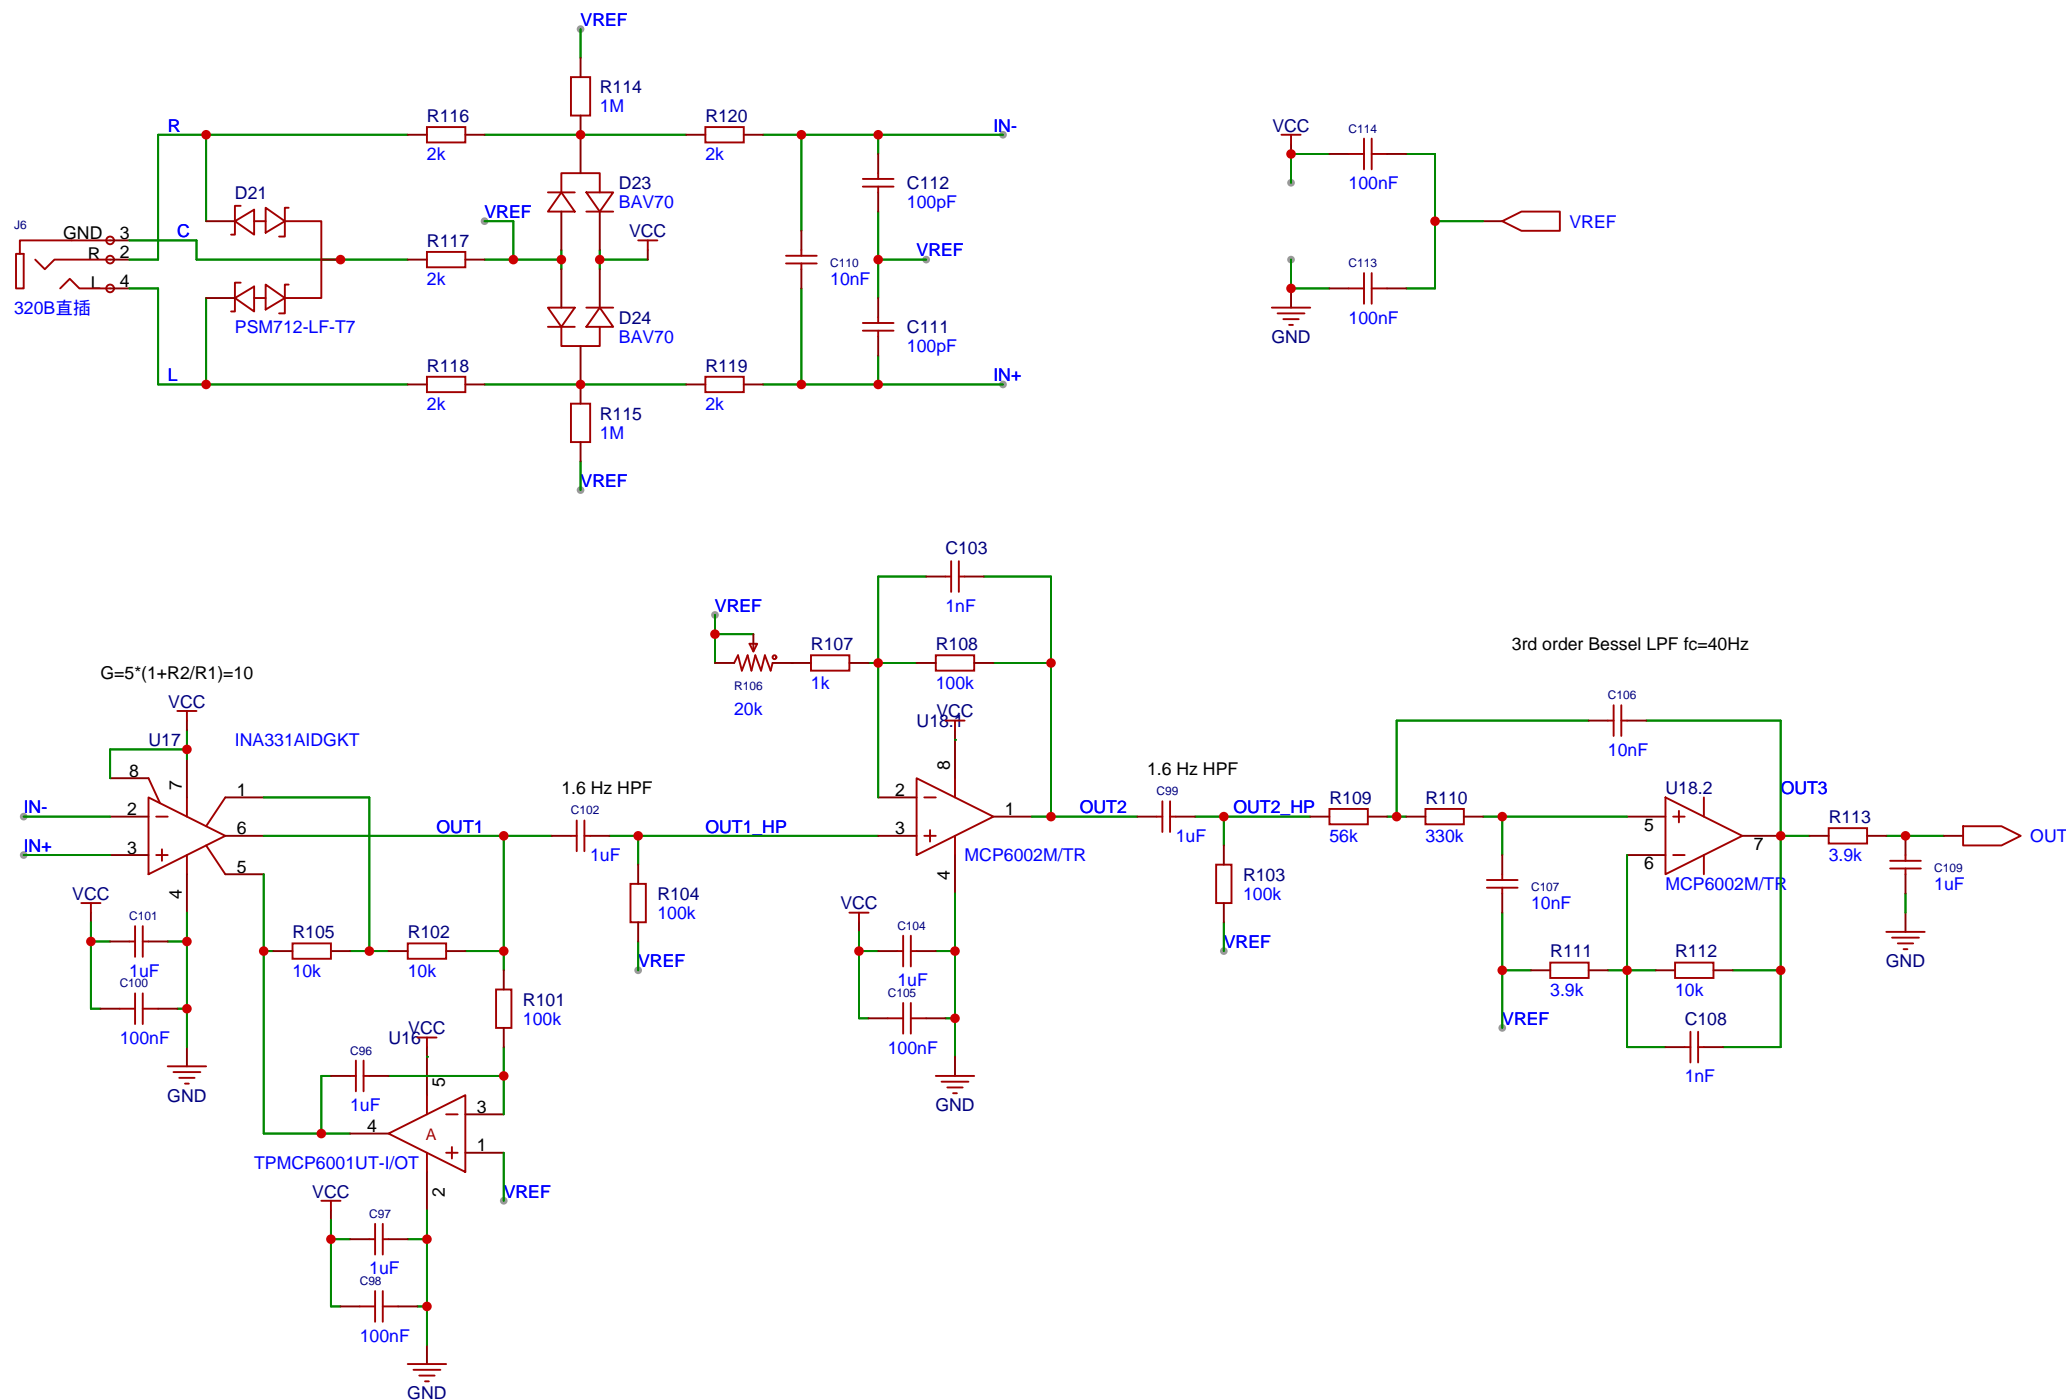 VREF
R114
1M
R
R116
2k
R120
2k
IN-
D21
D23
BAV70
VREF
VCC
C112
100pF
J6
GND 3
C
R 2
L 4
320B直插
R117
2k
C110
10nF
VREF
PSM712-LF-T7
D24
BAV70
C111
100pF
L
R118
2k
R119
2k
IN+
R115
1M
VREF
VCC
C114
100nF
VREF
C113
100nF
GND
G=5*(1+R2/R1)=10
VCC
U17
INA331AIDGKT
8
7
1
IN-
2
6
OUT1
IN+
3
5
4
VCC
C101
1uF
C100
100nF
GND
R105
10k
R102
10k
R101
100k
VCC
U16
C96
1uF
5
3
4
A
1
TPMCP6001UT-I/OT
2
VREF
VCC
C97
1uF
C98
100nF
GND
1.6 Hz HPF
C102
1uF
OUT1_HP
R104
100k
VREF
C103
1nF
VREF
R107
1k
R108
100k
R106
20k
VCC
U18.1
8
2
1
3
MCP6002M/TR
4
VCC
C104
1uF
C105
100nF
GND
OUT2
1.6 Hz HPF
C99
1uF
OUT2_HP
R103
100k
VREF
3rd order Bessel LPF fc=40Hz
C106
10nF
R109
56k
R110
330k
U18.2
OUT3
5
7
6
MCP6002M/TR
C107
10nF
R113
3.9k
OUT
C109
1uF
GND
R111
3.9k
R112
10k
VREF
C108
1nF